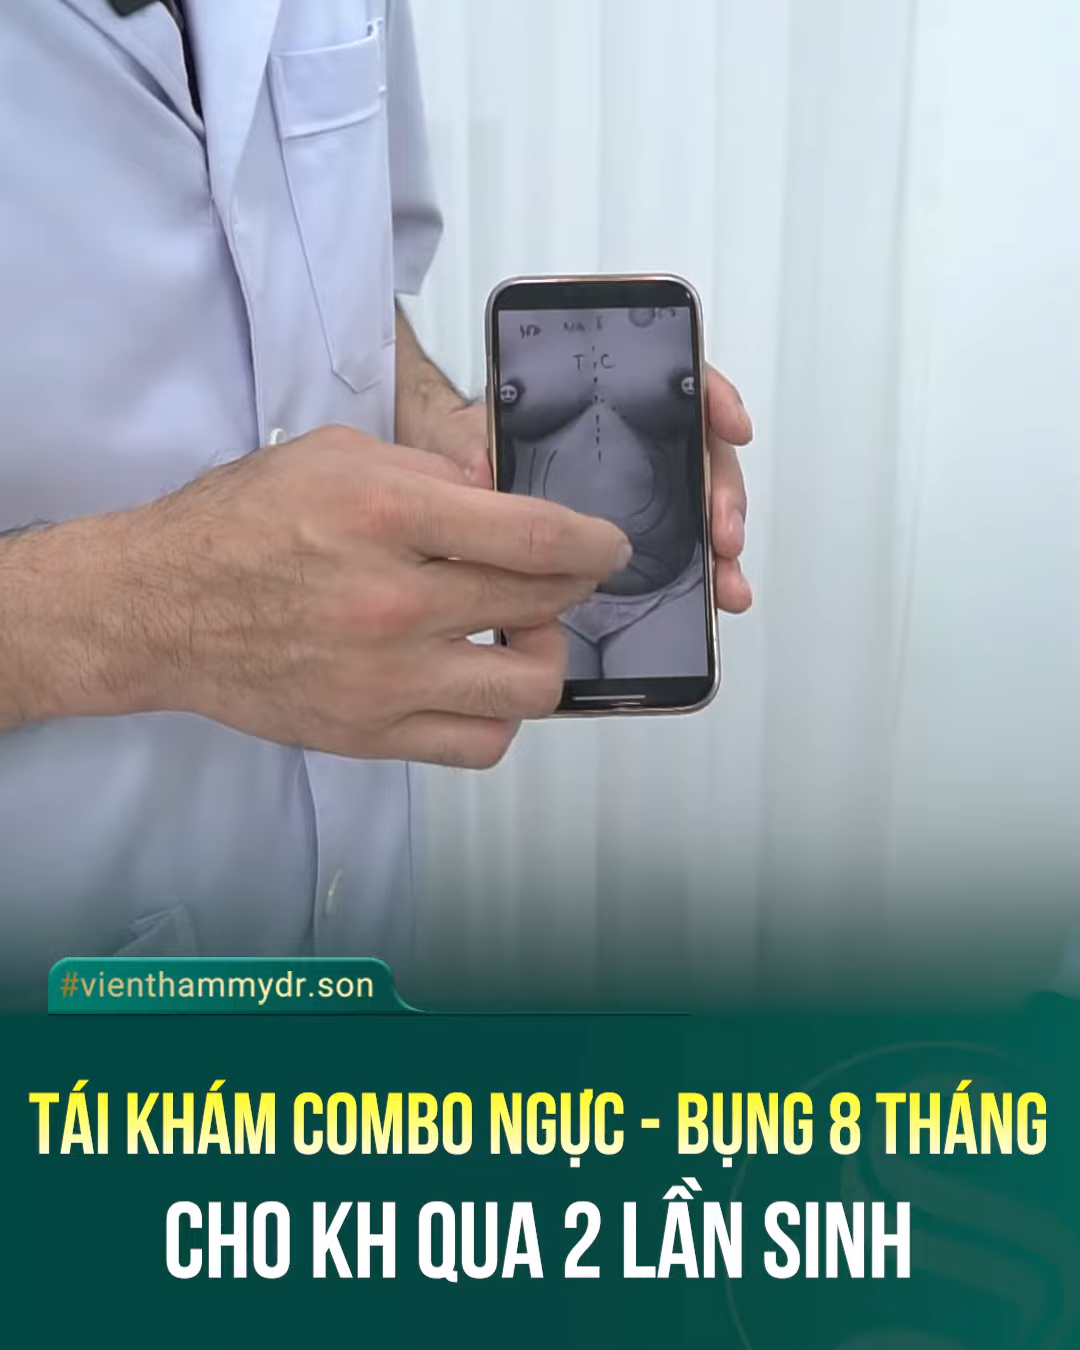 T C
#vienthammydr.son
TÁI KHÁM COMBO NGỰC - BỤNG 8 THÁNG
CHO KH QUA 2 LẦN SINH